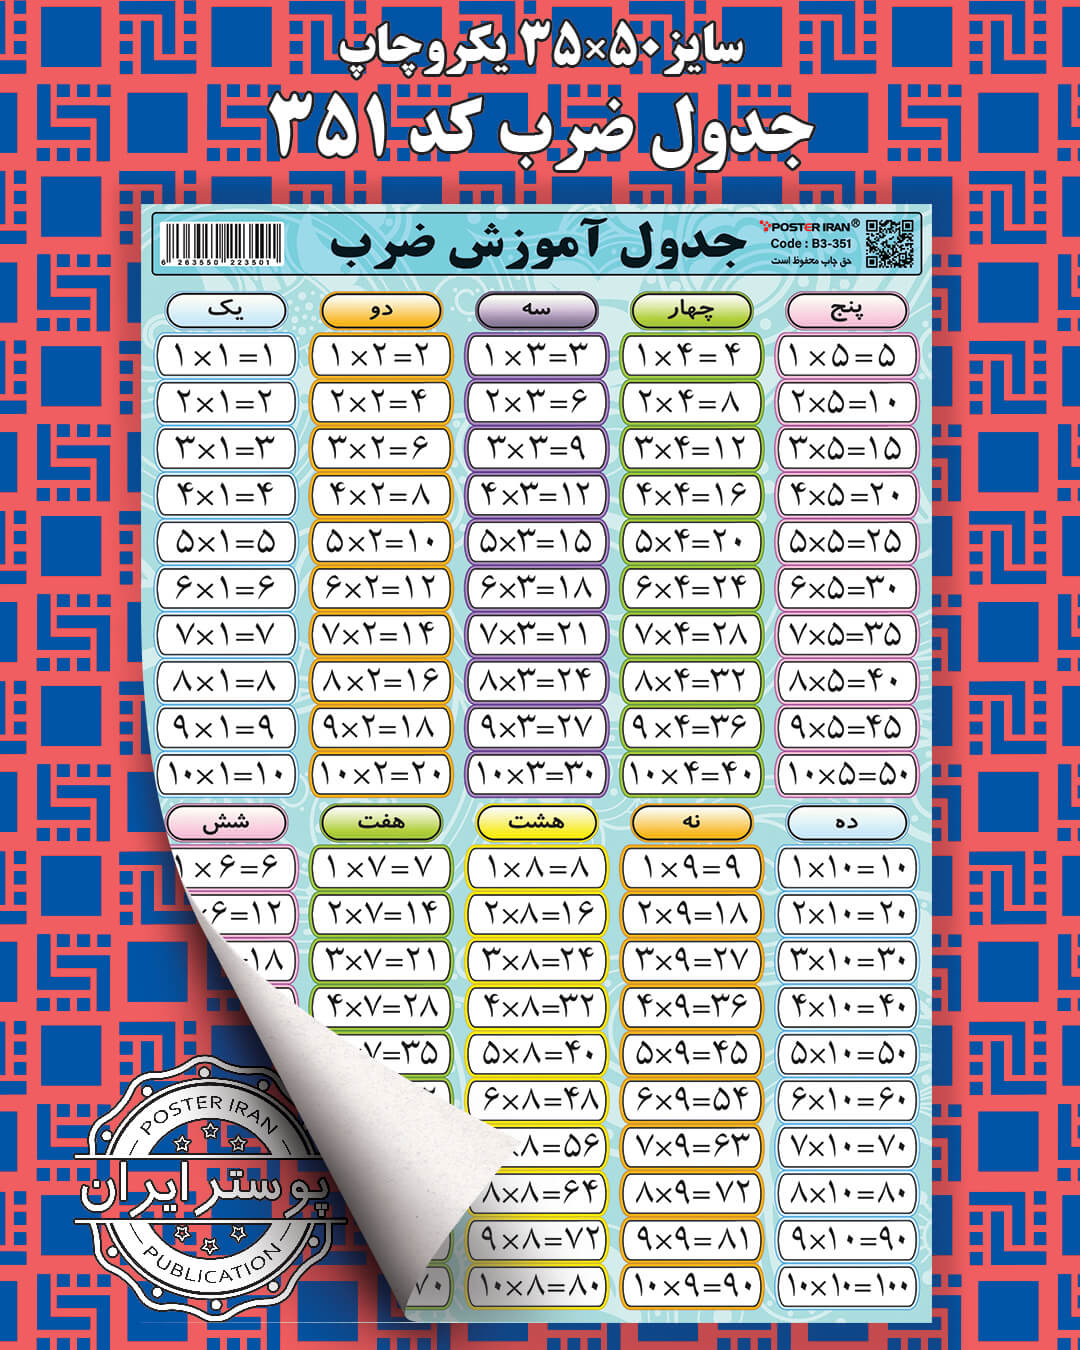 سایز ۵۰×۳۵ یکروچاپ
جدول ضرب کد ۳۵۱
جدول آموزش ضرب
POSTER IRAN®
Code : B3-351
حق چاپ محفوظ است
6 263550 223501
یک دو سه چهار پنج
۱×۱=۱ ۱×۲=۲ ۱×۳=۳ ۱×۴=۴ ۱×۵=۵
۲×۱=۲ ۲×۲=۴ ۲×۳=۶ ۲×۴=۸ ۲×۵=۱۰
۳×۱=۳ ۳×۲=۶ ۳×۳=۹ ۳×۴=۱۲ ۳×۵=۱۵
۴×۱=۴ ۴×۲=۸ ۴×۳=۱۲ ۴×۴=۱۶ ۴×۵=۲۰
۵×۱=۵ ۵×۲=۱۰ ۵×۳=۱۵ ۵×۴=۲۰ ۵×۵=۲۵
۶×۱=۶ ۶×۲=۱۲ ۶×۳=۱۸ ۶×۴=۲۴ ۶×۵=۳۰
۷×۱=۷ ۷×۲=۱۴ ۷×۳=۲۱ ۷×۴=۲۸ ۷×۵=۳۵
۸×۱=۸ ۸×۲=۱۶ ۸×۳=۲۴ ۸×۴=۳۲ ۸×۵=۴۰
۹×۱=۹ ۹×۲=۱۸ ۹×۳=۲۷ ۹×۴=۳۶ ۹×۵=۴۵
۱۰×۱=۱۰ ۱۰×۲=۲۰ ۱۰×۳=۳۰ ۱۰×۴=۴۰ ۱۰×۵=۵۰
شش هفت هشت نه ده
۱×۶=۶ ۱×۷=۷ ۱×۸=۸ ۱×۹=۹ ۱×۱۰=۱۰
×۶=۱۲ ۲×۷=۱۴ ۲×۸=۱۶ ۲×۹=۱۸ ۲×۱۰=۲۰
۱۸ ۳×۷=۲۱ ۳×۸=۲۴ ۳×۹=۲۷ ۳×۱۰=۳۰
۴×۷=۲۸ ۴×۸=۳۲ ۴×۹=۳۶ ۴×۱۰=۴۰
۷=۳۵ ۵×۸=۴۰ ۵×۹=۴۵ ۵×۱۰=۵۰
۲ ۶×۸=۴۸ ۶×۹=۵۴ ۶×۱۰=۶۰
×۸=۵۶ ۷×۹=۶۳ ۷×۱۰=۷۰
۸×۸=۶۴ ۸×۹=۷۲ ۸×۱۰=۸۰
۹×۸=۷۲ ۹×۹=۸۱ ۹×۱۰=۹۰
۷۰ ۱۰×۸=۸۰ ۱۰×۹=۹۰ ۱۰×۱۰=۱۰۰
POSTER IRAN
پوستر ایران
PUBLICATION